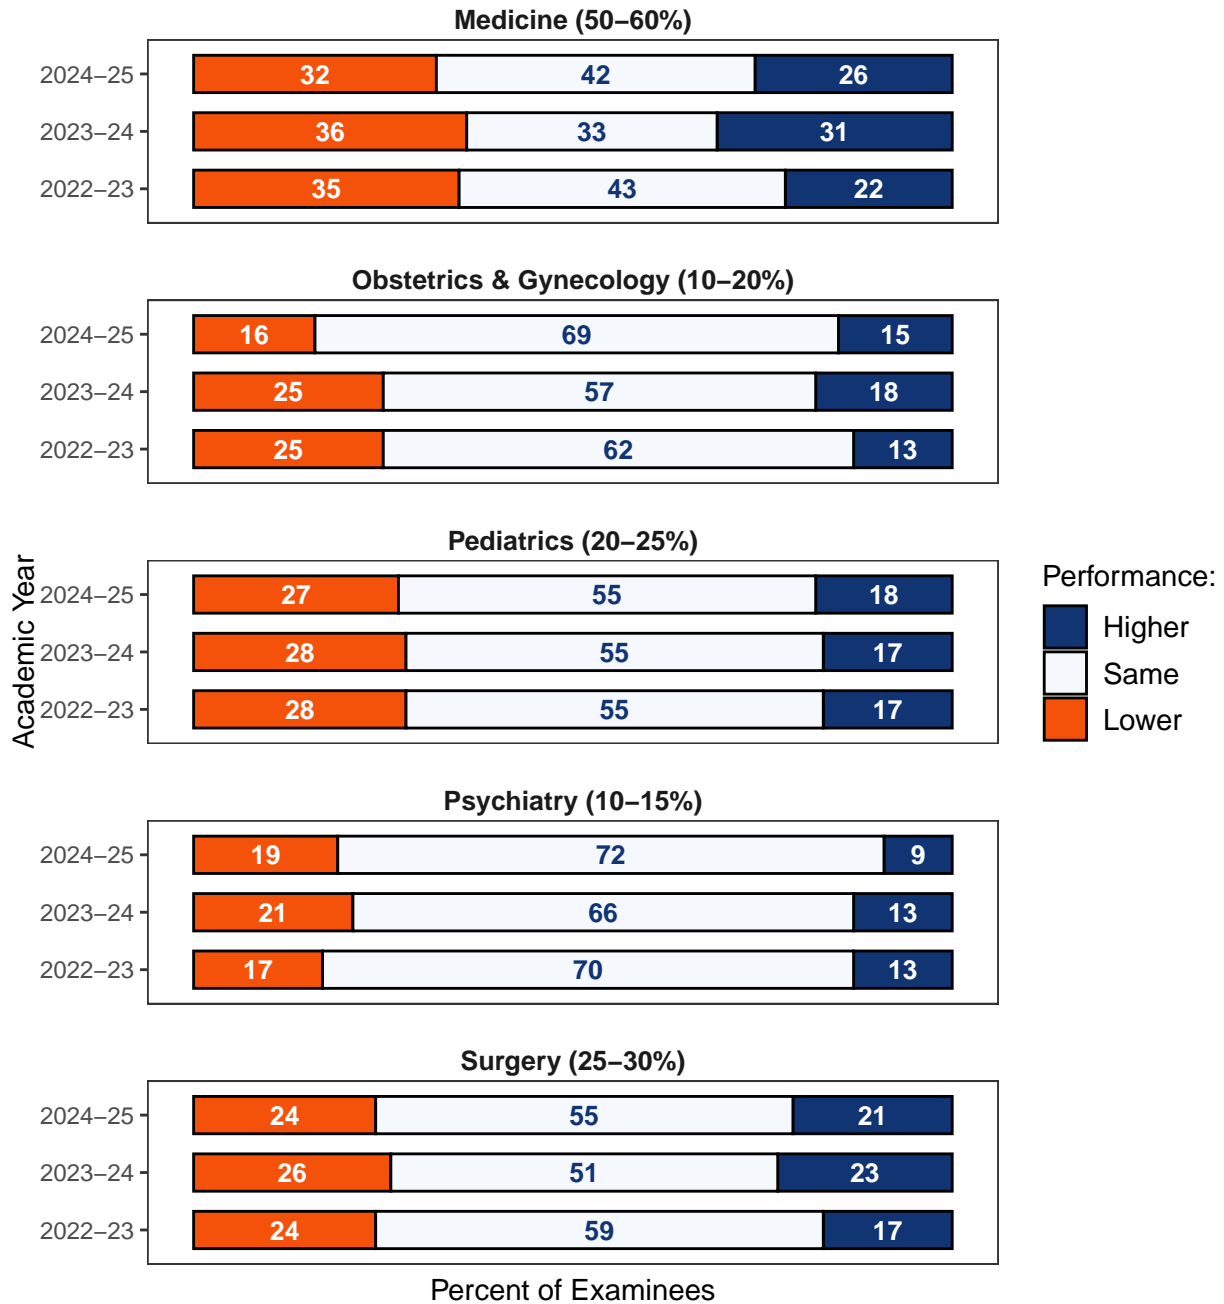 Medicine (50–60%)
2024–25 32 42 26
2023–24 36 33 31
2022–23 35 43 22
Obstetrics & Gynecology (10–20%)
2024–25 16 69 15
2023–24 25 57 18
2022–23 25 62 13
Academic Year
Pediatrics (20–25%)
2024–25 27 55 18
2023–24 28 55 17
2022–23 28 55 17
Performance:
Higher
Same
Lower
Psychiatry (10–15%)
2024–25 19 72 9
2023–24 21 66 13
2022–23 17 70 13
Surgery (25–30%)
2024–25 24 55 21
2023–24 26 51 23
2022–23 24 59 17
Percent of Examinees